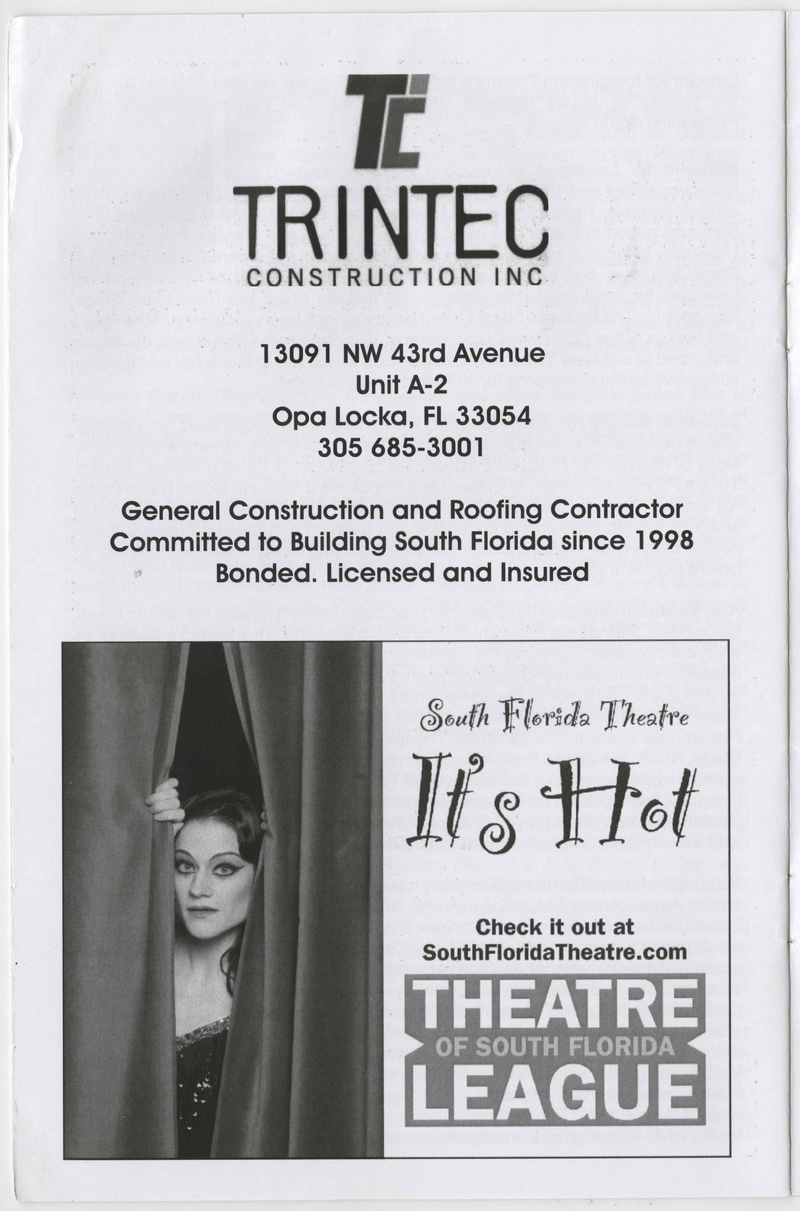 TC
TRINTEC
CONSTRUCTION INC
13091 NW 43rd Avenue
Unit A-2
Opa Locka, FL 33054
305 685-3001
General Construction and Roofing Contractor
Committed to Building South Florida since 1998
Bonded. Licensed and Insured
South Florida Theatre
It's Hot
Check it out at
SouthFloridaTheatre.com
THEATRE
OF SOUTH FLORIDA
LEAGUE